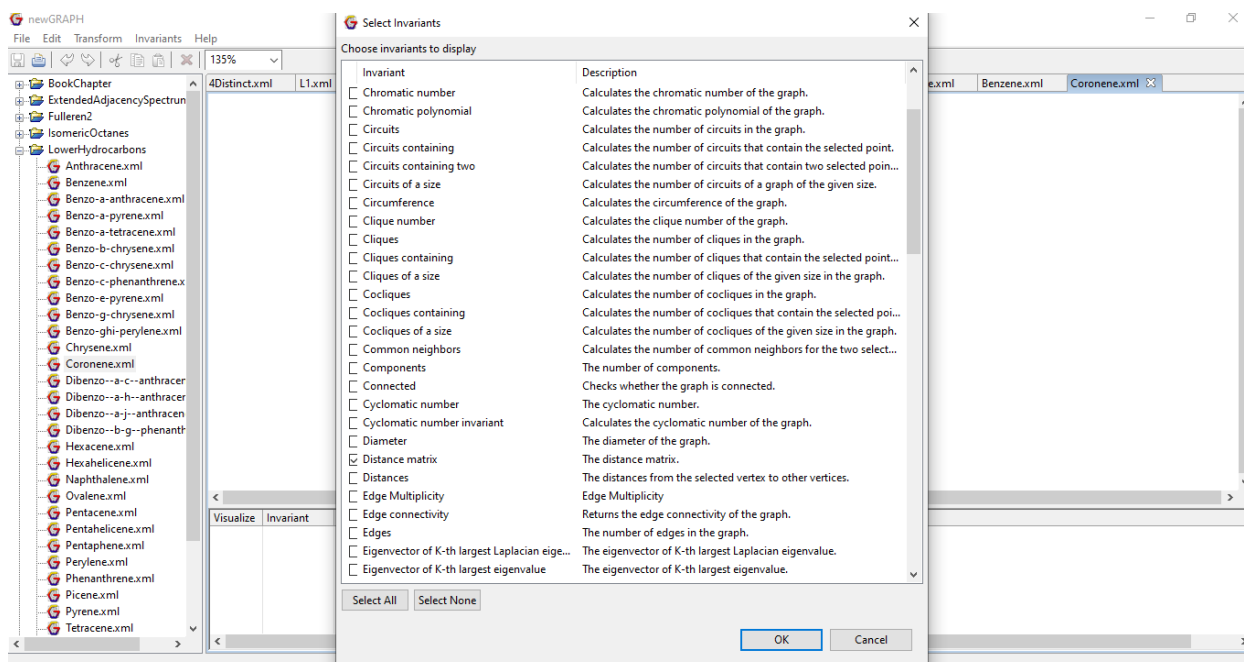 newGRAPH
File Edit Transform Invariants Help
135%
BookChapter
ExtendedAdjacencySpectrun
Fulleren2
IsomericOctanes
LowerHydrocarbons
Anthracene.xml
Benzene.xml
Benzo-a-anthracene.xml
Benzo-a-pyrene.xml
Benzo-a-tetracene.xml
Benzo-b-chrysene.xml
Benzo-c-chrysene.xml
Benzo-c-phenanthrene.x
Benzo-e-pyrene.xml
Benzo-g-chrysene.xml
Benzo-ghi-perylene.xml
Chrysene.xml
Coronene.xml
Dibenzo--a-c--anthracer
Dibenzo--a-h--anthracer
Dibenzo--a-j--anthracen
Dibenzo--b-g--phenanth
Hexacene.xml
Hexahelicene.xml
Naphthalene.xml
Ovalene.xml
Pentacene.xml
Pentahelicene.xml
Pentaphene.xml
Perylene.xml
Phenanthrene.xml
Picene.xml
Pyrene.xml
Tetracene.xml
4Distinct.xml L1.xml
e.xml Benzene.xml Coronene.xml
Visualize Invariant
Select Invariants
Choose invariants to display
Invariant Description
Chromatic number Calculates the chromatic number of the graph.
Chromatic polynomial Calculates the chromatic polynomial of the graph.
Circuits Calculates the number of circuits in the graph.
Circuits containing Calculates the number of circuits that contain the selected point.
Circuits containing two Calculates the number of circuits that contain two selected poin...
Circuits of a size Calculates the number of circuits of a graph of the given size.
Circumference Calculates the circumference of the graph.
Clique number Calculates the clique number of the graph.
Cliques Calculates the number of cliques in the graph.
Cliques containing Calculates the number of cliques that contain the selected point...
Cliques of a size Calculates the number of cliques of the given size in the graph.
Cocliques Calculates the number of cocliques in the graph.
Cocliques containing Calculates the number of cocliques that contain the selected poi...
Cocliques of a size Calculates the number of cocliques of the given size in the graph.
Common neighbors Calculates the number of common neighbors for the two select...
Components The number of components.
Connected Checks whether the graph is connected.
Cyclomatic number The cyclomatic number.
Cyclomatic number invariant Calculates the cyclomatic number of the graph.
Diameter The diameter of the graph.
Distance matrix The distance matrix.
Distances The distances from the selected vertex to other vertices.
Edge Multiplicity Edge Multiplicity
Edge connectivity Returns the edge connectivity of the graph.
Edges The number of edges in the graph.
Eigenvector of K-th largest Laplacian eige... The eigenvector of K-th largest Laplacian eigenvalue.
Eigenvector of K-th largest eigenvalue The eigenvector of K-th largest eigenvalue.
Select All Select None
OK Cancel